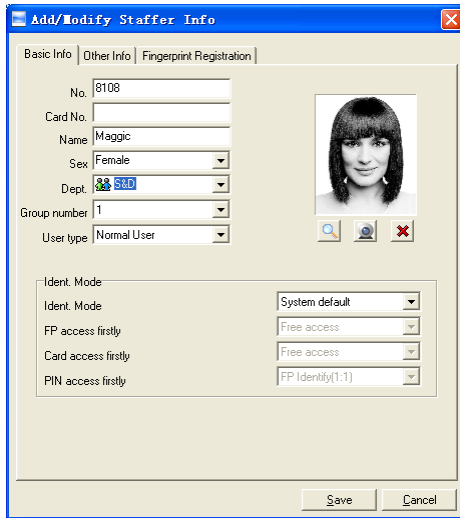 Add/Modify Staffer Info
Basic Info Other Info Fingerprint Registration
No. 8108
Card No.
Name Maggic
Sex Female
Dept. S&D
Group number 1
User type Normal User
Ident. Mode
Ident. Mode System default
FP access firstly Free access
Card access firstly Free access
PIN access firstly FP Identify(1:1)
Save Cancel